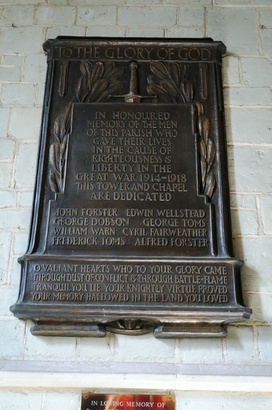 TO THE GLORY OF GOD
IN HONOURED
MEMORY OF THE MEN
OF THIS PARISH WHO
GAVE THEIR LIVES
IN THE CAUSE OF
RIGHTEOUSNESS &
LIBERTY IN THE
GREAT WAR 1914-1918
THIS TOWER AND CHAPEL
ARE DEDICATED
JOHN FORSTER EDWIN WELLSTEAD
GEORGE DOBSON GEORGE TOMS
WILLIAM WARN CYRIL FAIRWEATHER
FREDERICK TOMS ALFRED FORSTER
O VALIANT HEARTS WHO TO YOUR GLORY CAME
THROUGH DUST OF CONFLICT & THROUGH BATTLE-FLAME
TRANQUIL YOU LIE YOUR KNIGHTLY VIRTUE PROVED
YOUR MEMORY HALLOWED IN THE LAND YOU LOVED
IN LOVING MEMORY OF